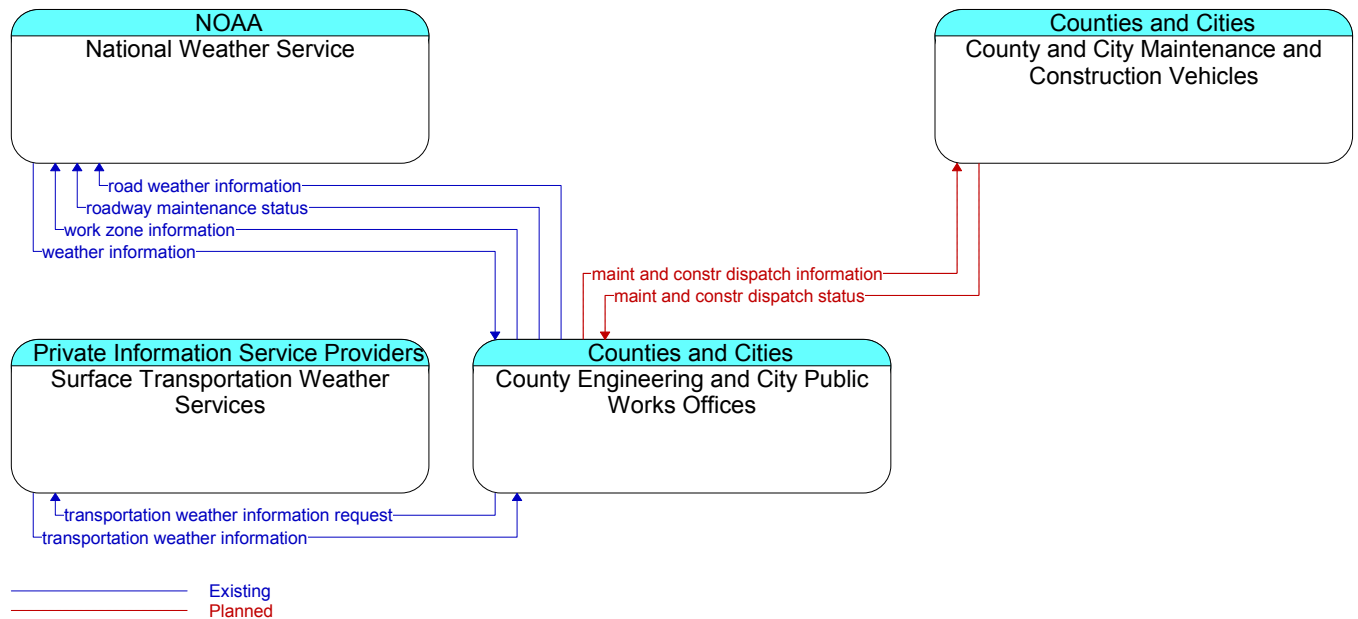 NOAA
National Weather Service
Counties and Cities
County and City Maintenance and
Construction Vehicles
road weather information
roadway maintenance status
work zone information
weather information
maint and constr dispatch information
maint and constr dispatch status
Private Information Service Providers
Surface Transportation Weather
Services
Counties and Cities
County Engineering and City Public
Works Offices
transportation weather information request
transportation weather information
Existing
Planned